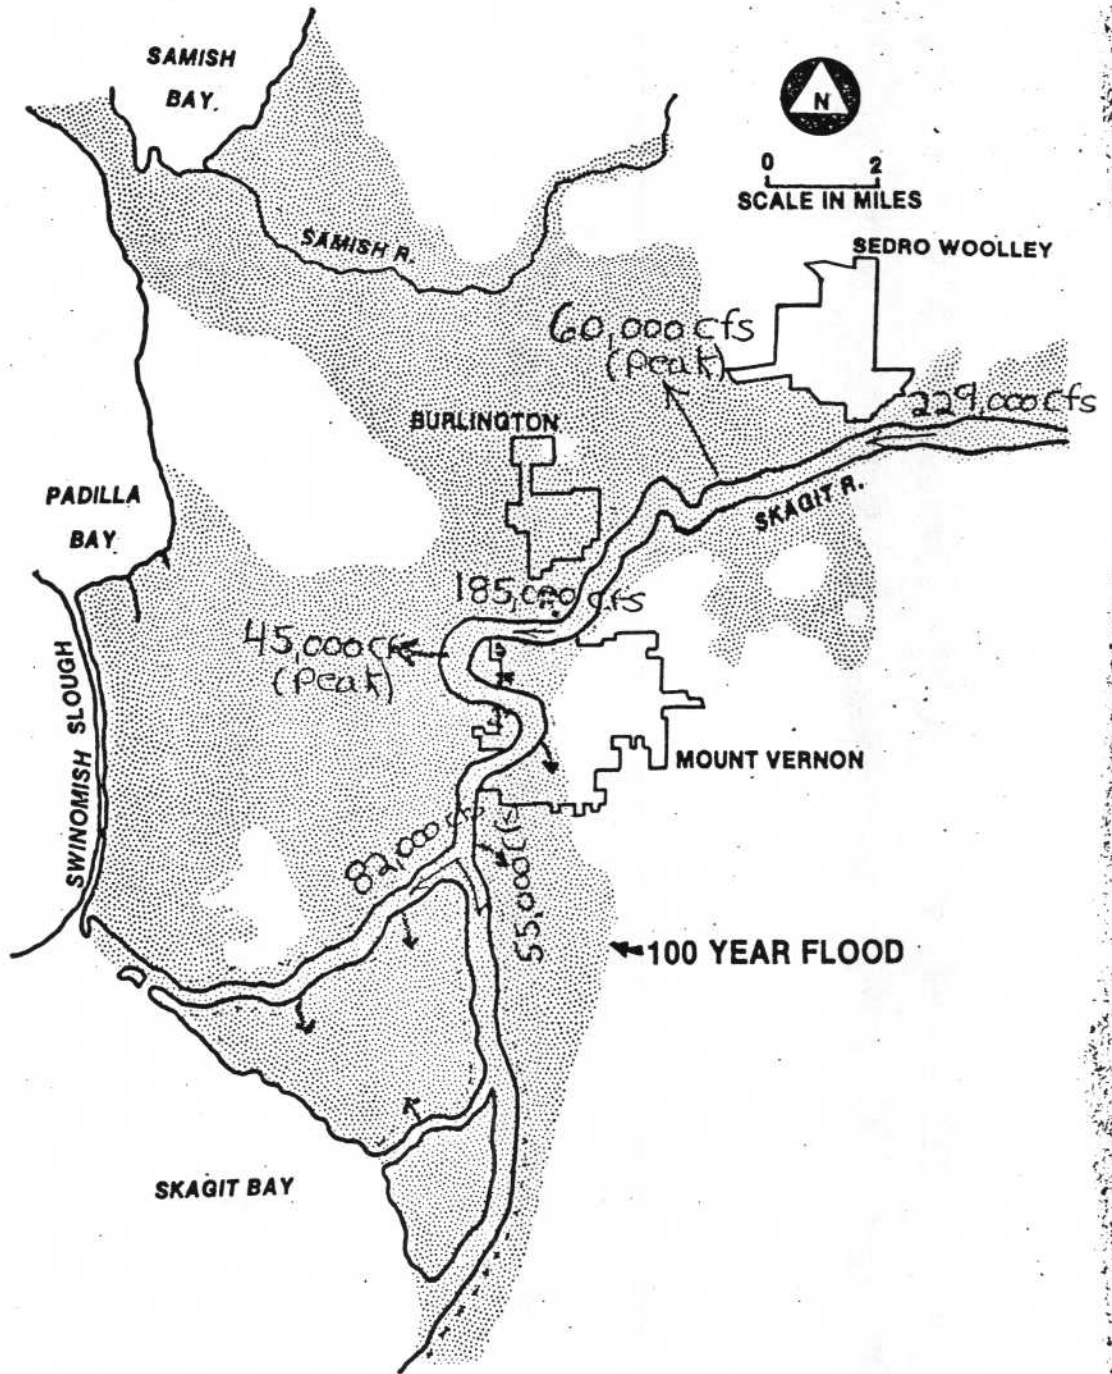 SAMISH
BAY
N
0 2
SCALE IN MILES
SEDRO WOOLLEY
SAMISH R.
60,000 cfs
(Peak)
229,000 cfs
BURLINGTON
PADILLA
BAY
SKAGIT R.
185,000 cfs
45,000 cfs
(Peak)
SWINOMISH SLOUGH
MOUNT VERNON
82,000 cfs
55,000 cfs
100 YEAR FLOOD
SKAGIT BAY